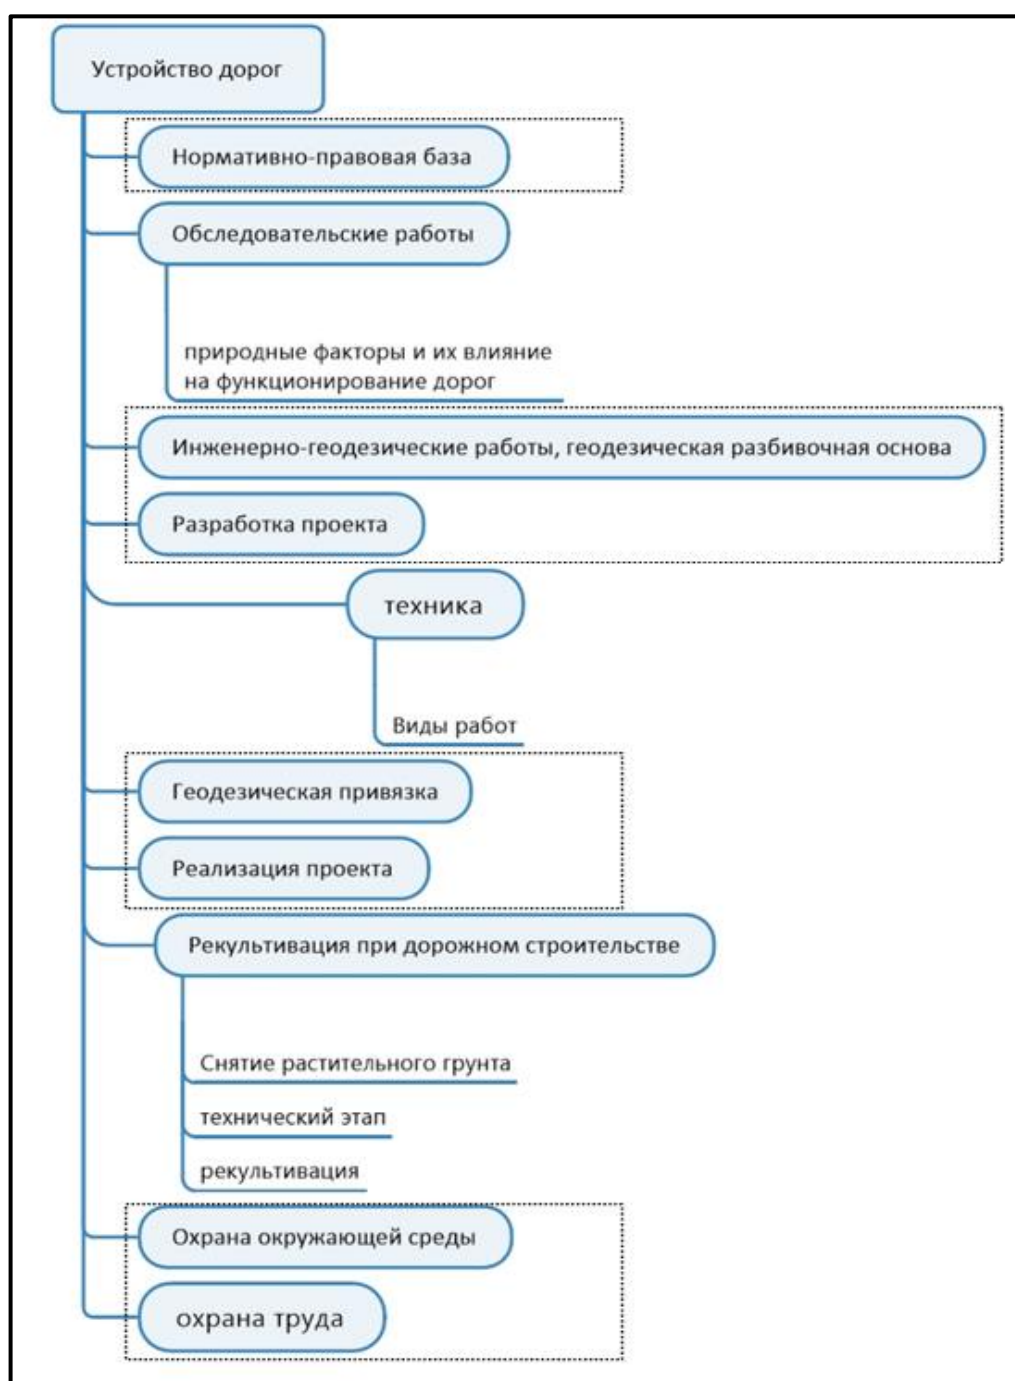 Устройство дорог
Нормативно-правовая база
Обследовательские работы
природные факторы и их влияние
на функционирование дорог
Инженерно-геодезические работы, геодезическая разбивочная основа
Разработка проекта
техника
Виды работ
Геодезическая привязка
Реализация проекта
Рекультивация при дорожном строительстве
Снятие растительного грунта
технический этап
рекультивация
Охрана окружающей среды
охрана труда